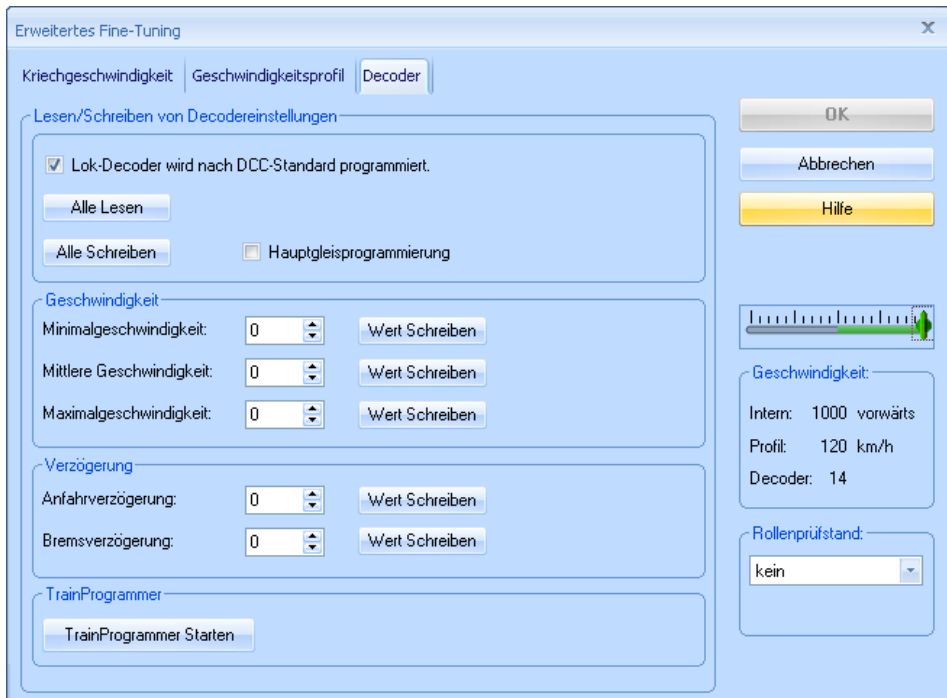 Erweitertes Fine-Tuning
Kriechgeschwindigkeit Geschwindigkeitsprofil Decoder
Lesen/Schreiben von Decodereinstellungen
Lok-Decoder wird nach DCC-Standard programmiert.
Alle Lesen
Alle Schreiben Hauptgleisprogrammierung
Geschwindigkeit
Minimalgeschwindigkeit: 0 Wert Schreiben
Mittlere Geschwindigkeit: 0 Wert Schreiben
Maximalgeschwindigkeit: 0 Wert Schreiben
Verzögerung
Anfahrverzögerung: 0 Wert Schreiben
Bremsverzögerung: 0 Wert Schreiben
TrainProgrammer
TrainProgrammer Starten
OK
Abbrechen
Hilfe
Geschwindigkeit:
Intern: 1000 vorwärts
Profil: 120 km/h
Decoder: 14
Rollenprüfstand:
kein